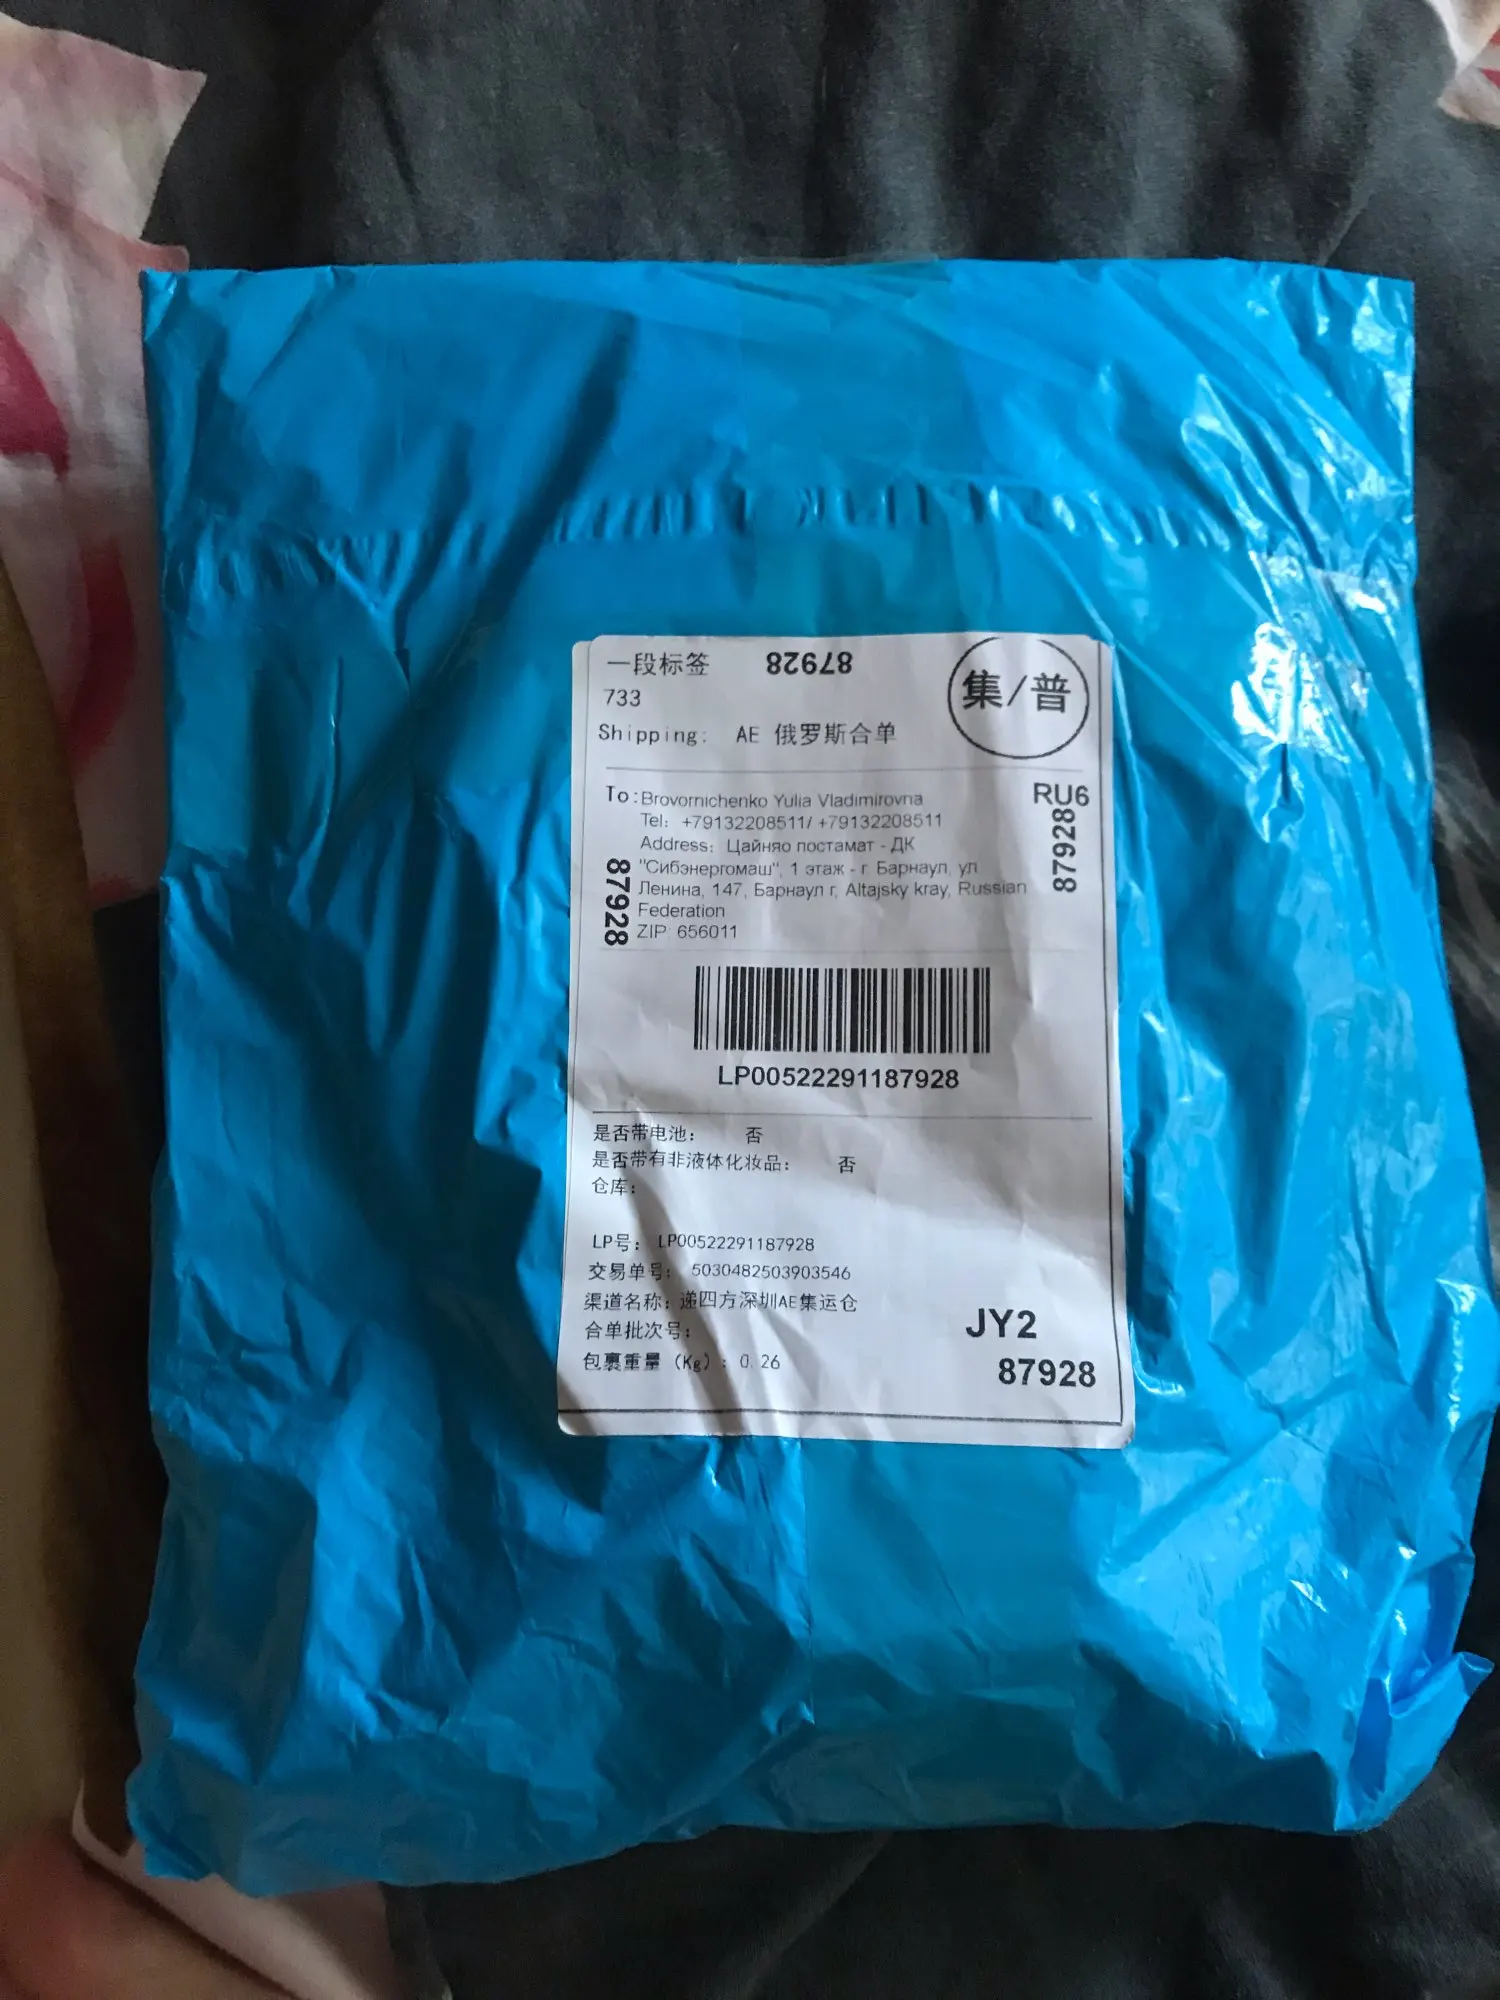 一段标签 87928
集/普
733
Shipping: AE 俄罗斯合单
To: Brovornichenko Yulia Vladimirovna
RU6
Tel: +79132208511/ +79132208511
Address: Цайняо постамат - ДК
"Сибэнергомаш", 1 этаж - г Барнаул, ул
Ленина, 147, Барнаул г, Altajsky kray, Russian
Federation
ZIP: 656011
87928
87928
LP00522291187928
是否带电池: 否
是否带有非液体化妆品: 否
仓库:
LP号: LP00522291187928
交易单号: 5030482503903546
渠道名称: 递四方深圳AE集运仓
合单批次号:
包裹重量 (Kg) : 0.26
JY2
87928